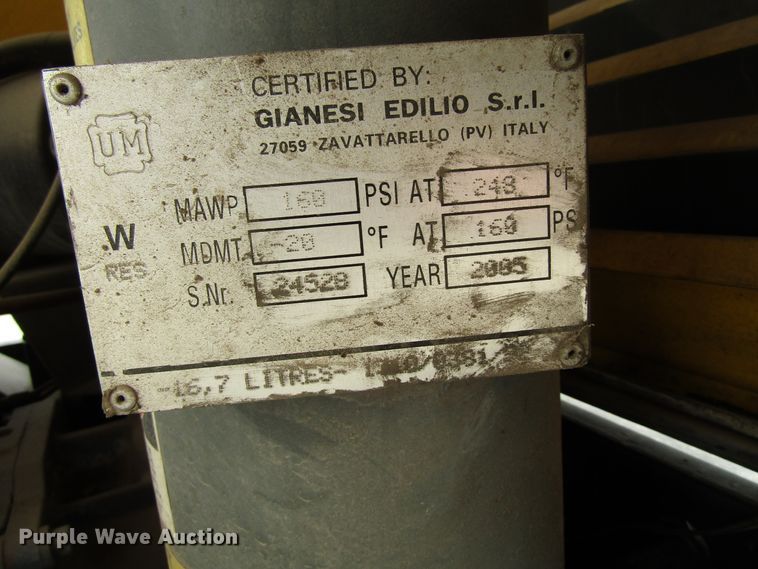 UM
CERTIFIED BY:
GIANESI EDILIO S.r.l.
27059 ZAVATTARELLO (PV) ITALY
W
RES
MAWP 160 PSI AT 248 °F
MDMT -20 °F AT 160 PS
S.Nr. 24528 YEAR 2005
16,7 LITRES-
Purple Wave Auction